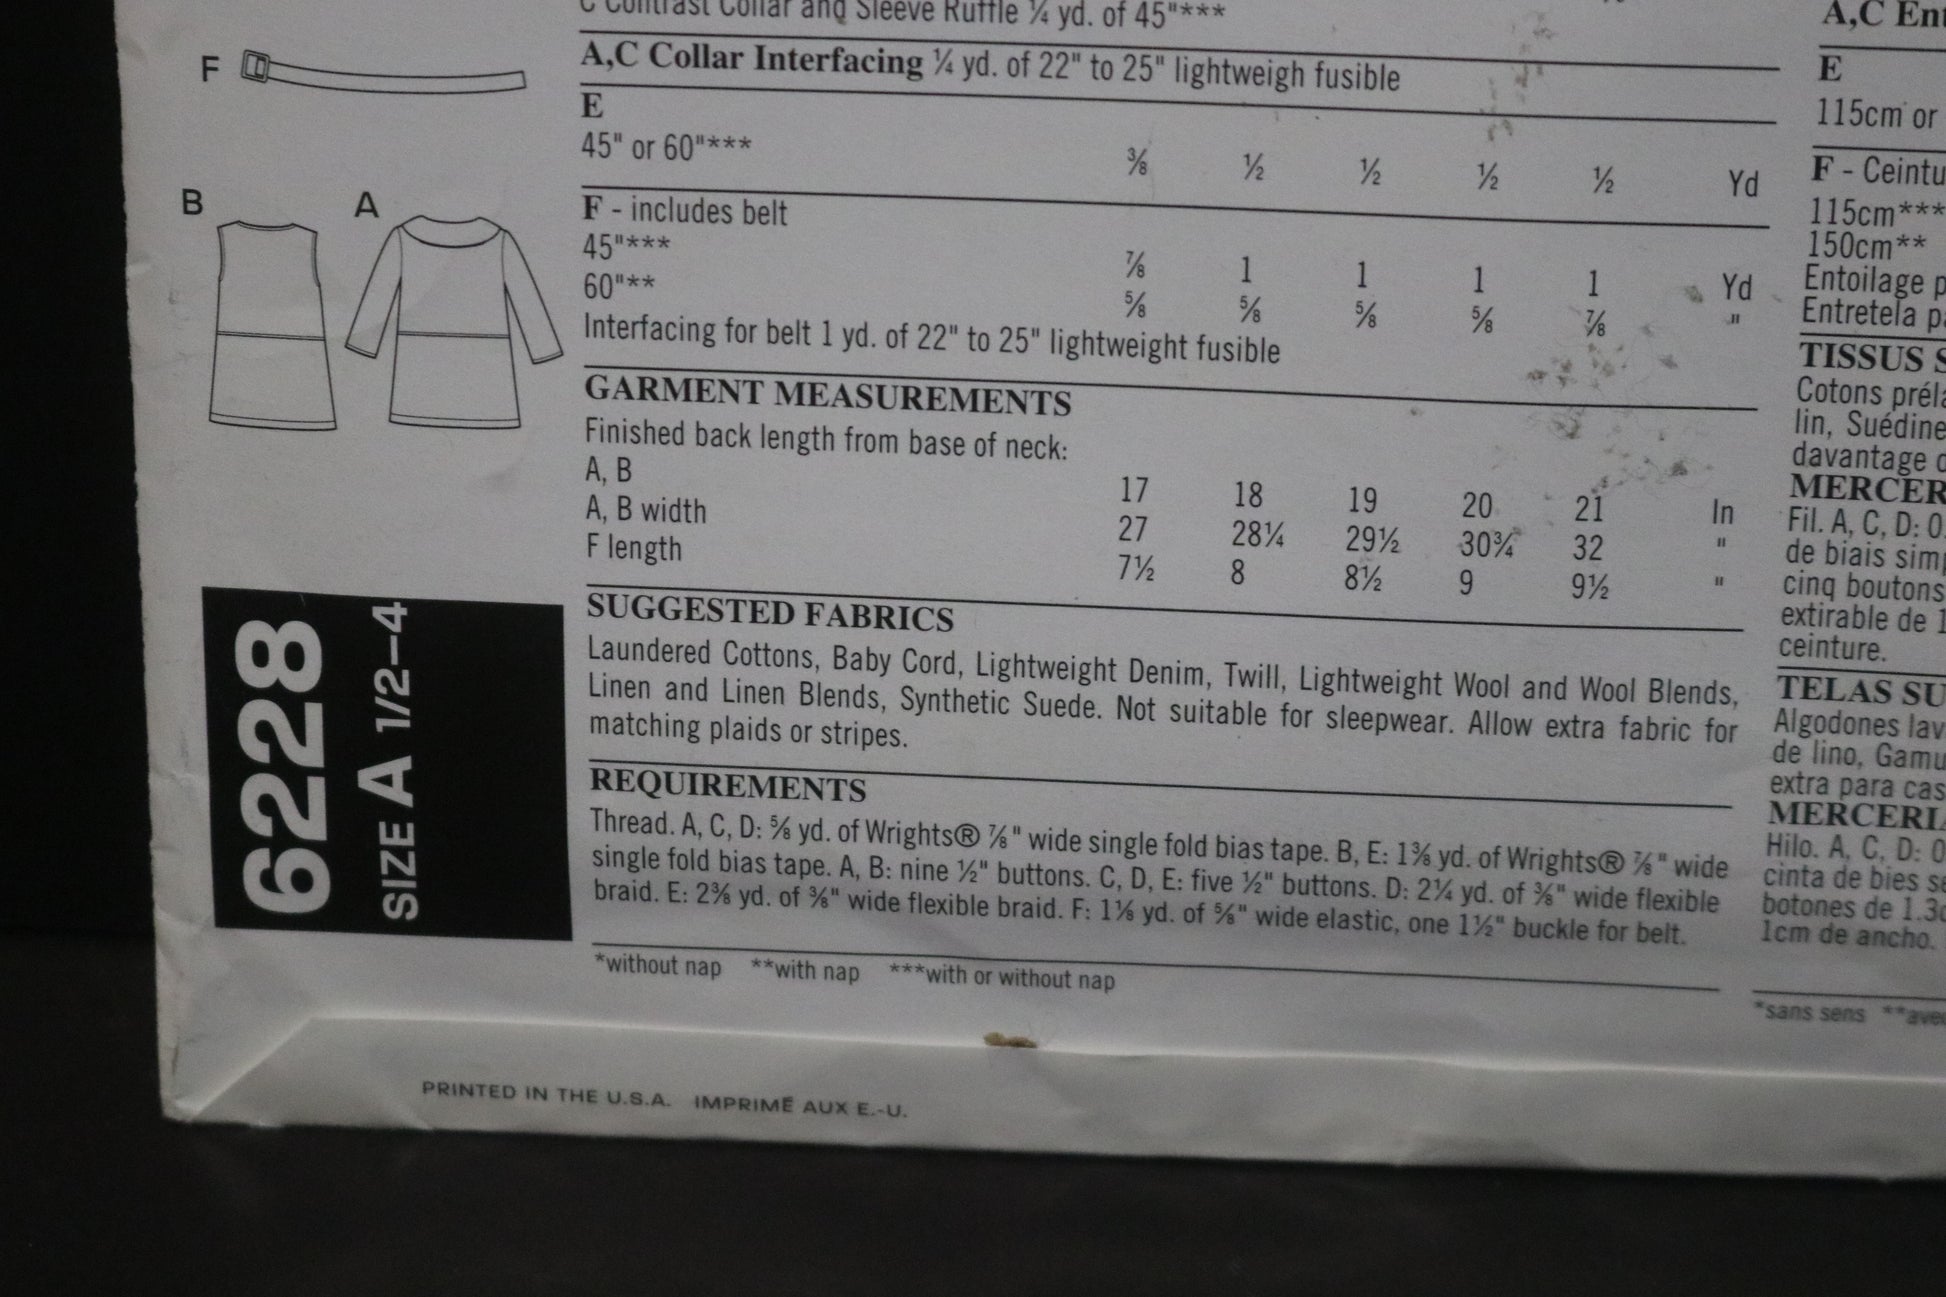 C Contrast Collar and Sleeve Ruffle ¼ yd. of 45"***
A,C Collar Interfacing ¼ yd. of 22" to 25" lightweigh fusible
E
45" or 60"*** ⅜ ½ ½ ½ ½ Yd
F - includes belt
45"*** ⅞ 1 1 1 1 Yd
60"** ⅝ ⅝ ⅝ ⅝ ⅞ "
Interfacing for belt 1 yd. of 22" to 25" lightweight fusible
GARMENT MEASUREMENTS
Finished back length from base of neck:
A, B 17 18 19 20 21 In
A, B width 27 28¼ 29½ 30¾ 32 "
F length 7½ 8 8½ 9 9½ "
SUGGESTED FABRICS
Laundered Cottons, Baby Cord, Lightweight Denim, Twill, Lightweight Wool and Wool Blends,
Linen and Linen Blends, Synthetic Suede. Not suitable for sleepwear. Allow extra fabric for
matching plaids or stripes.
REQUIREMENTS
Thread. A, C, D: ⅝ yd. of Wrights® ⅞" wide single fold bias tape. B, E: 1⅜ yd. of Wrights® ⅞" wide
single fold bias tape. A, B: nine ½" buttons. C, D, E: five ½" buttons. D: 2¼ yd. of ⅜" wide flexible
braid. E: 2⅜ yd. of ⅜" wide flexible braid. F: 1⅛ yd. of ⅝" wide elastic, one 1½" buckle for belt.
*without nap **with nap ***with or without nap
F
B A
6228
SIZE A 1/2–4
PRINTED IN THE U.S.A. IMPRIMÉ AUX E.-U.
A,C Ent
E
115cm or
F - Ceintu
115cm***
150cm**
Entoilage p
Entretela pa
TISSUS S
Cotons préla
lin, Suédine
davantage d
MERCER
Fil. A, C, D: 0
de biais simp
cinq boutons
extirable de 1
ceinture.
TELAS SU
Algodones lav
de lino, Gamu
extra para cas
MERCERIA
Hilo. A, C, D: 0
cinta de bies se
botones de 1.3c
1cm de ancho.
*sans sens **avec